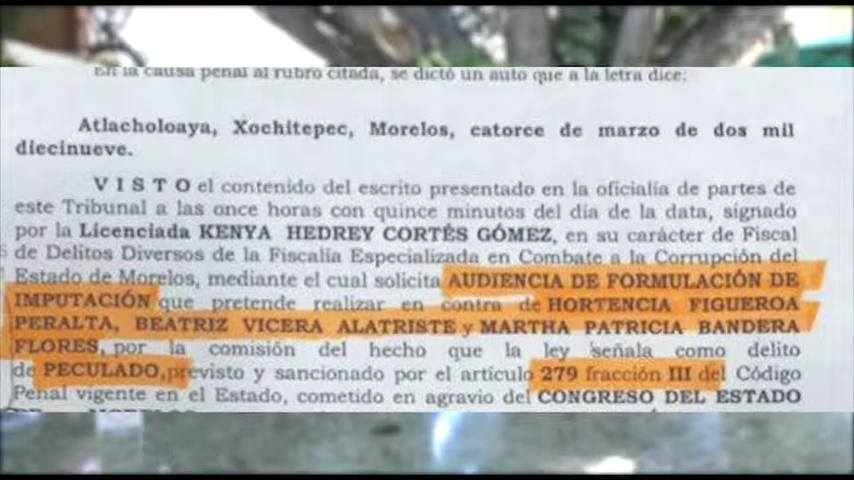 En la causa penal al rubro citada, se dictó un auto que a la letra dice:
Atlacholoaya, Xochitepec, Morelos, catorce de marzo de dos mil
diecinueve.
V I S T O el contenido del escrito presentado en la oficialía de partes de
este Tribunal a las once horas con quince minutos del día de la data, signado
por la Licenciada KENYA HEDREY CORTÉS GÓMEZ, en su carácter de Fiscal
de Delitos Diversos de la Fiscalía Especializada en Combate a la Corrupción del
Estado de Morelos, mediante el cual solicita AUDIENCIA DE FORMULACIÓN DE
IMPUTACIÓN que pretende realizar en contra de HORTENCIA FIGUEROA
PERALTA, BEATRIZ VICERA ALATRISTE y MARTHA PATRICIA BANDERA
FLORES, por la comisión del hecho que la ley señala como delito
de PECULADO, previsto y sancionado por el artículo 279 fracción III del Código
Penal vigente en el Estado, cometido en agravio del CONGRESO DEL ESTADO